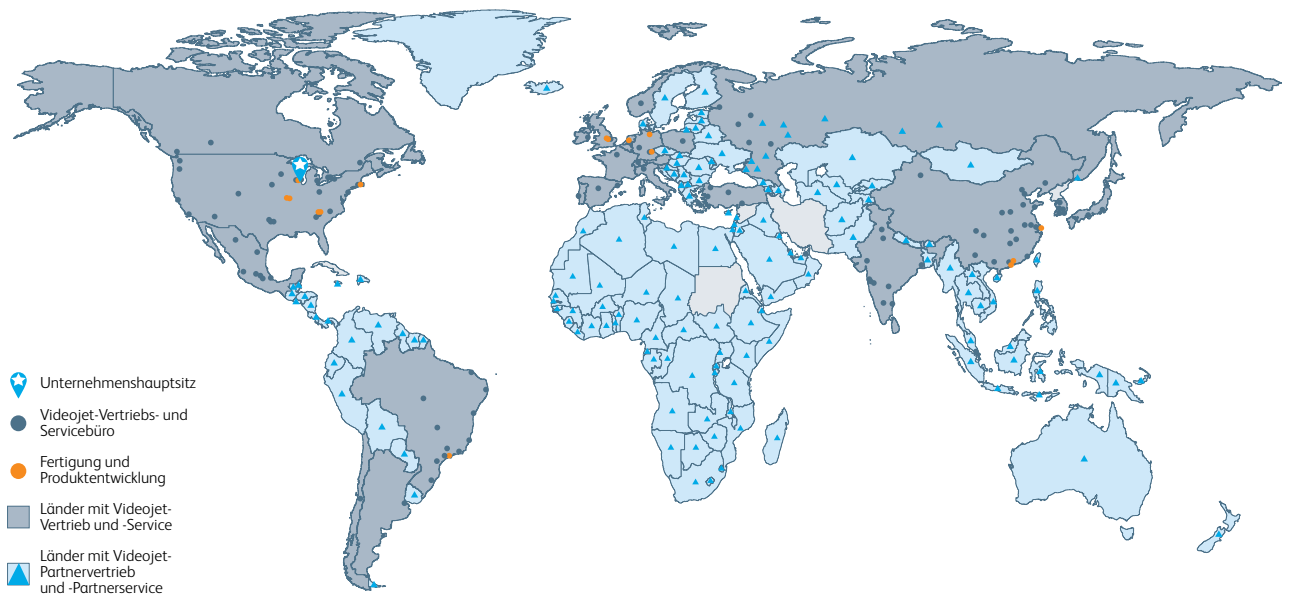 Unternehmenshauptsitz
Videojet-Vertriebs- und
Servicebüro
Fertigung und
Produktentwicklung
Länder mit Videojet-
Vertrieb und -Service
Länder mit Videojet-
Partnervertrieb
und -Partnerservice